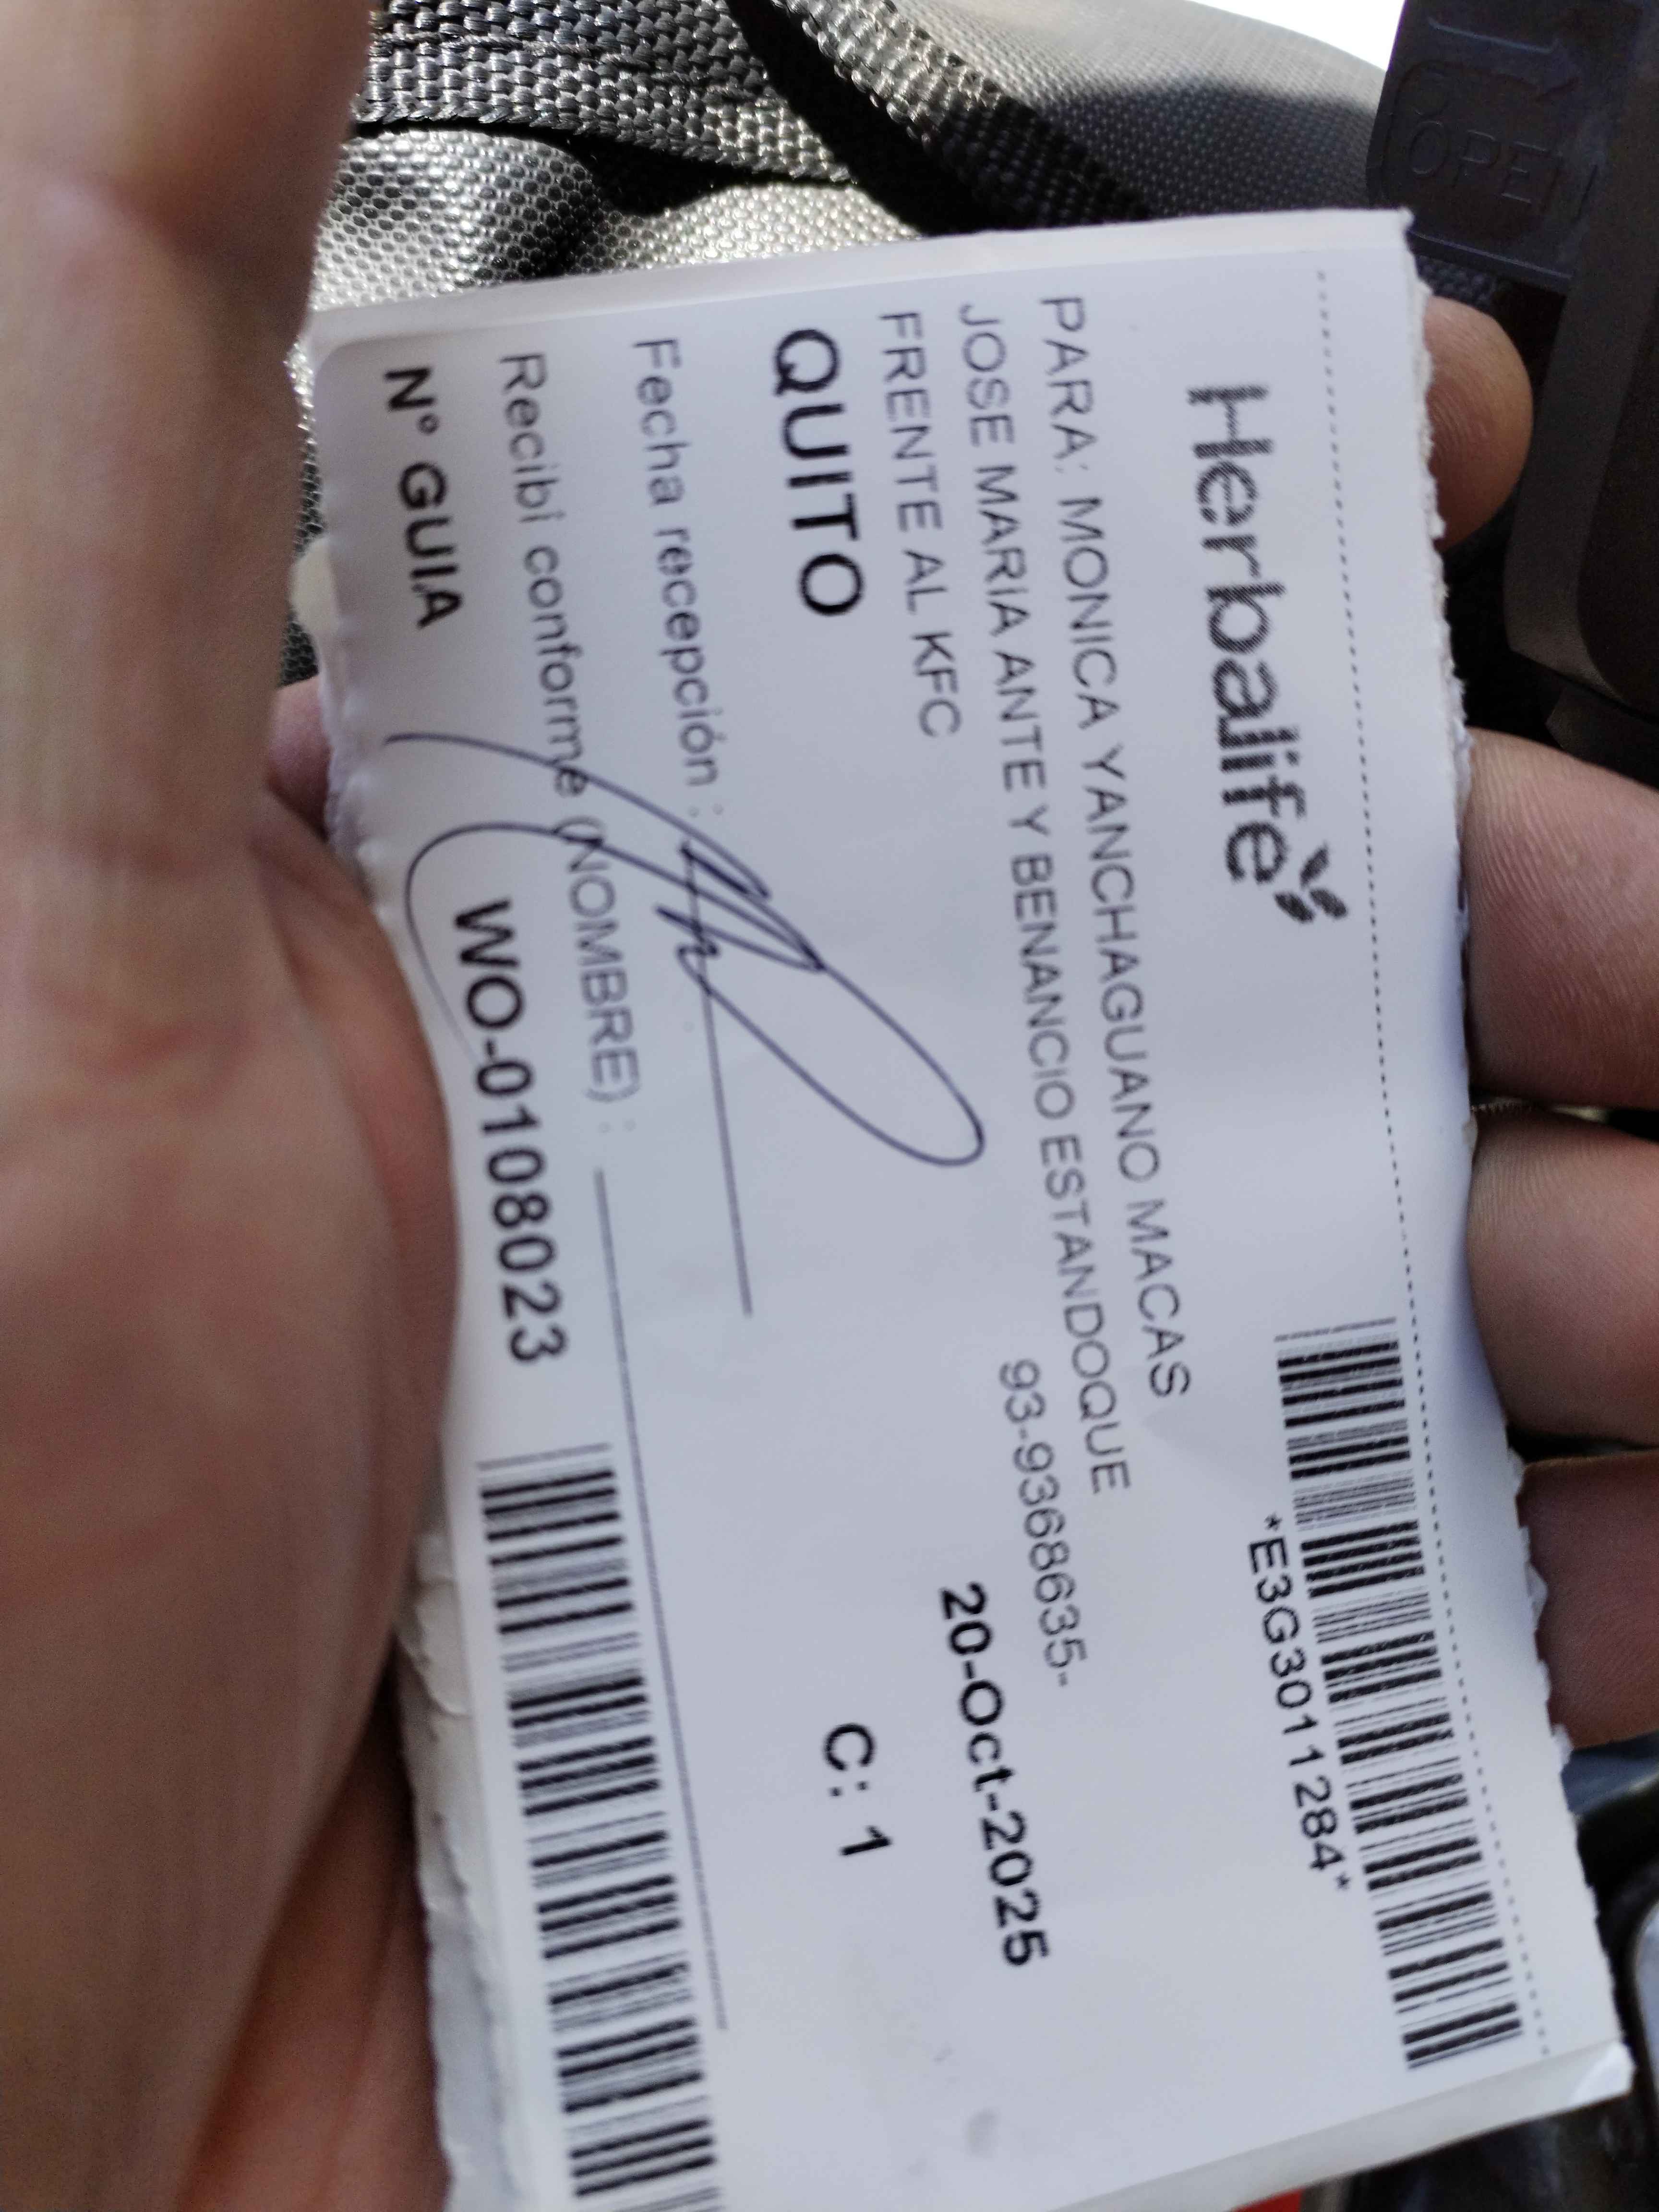 Herbalife
*E3G3011284*
PARA: MONICA YANCHAGUANO MACAS
JOSE MARIA ANTE Y BENANCIO ESTANDOQUE
FRENTE AL KFC
93-9368635-
QUITO
20-Oct-2025
Fecha recepción :
C: 1
Recibí conforme (NOMBRE) :
Nº GUIA
WO-0108023
OPEN